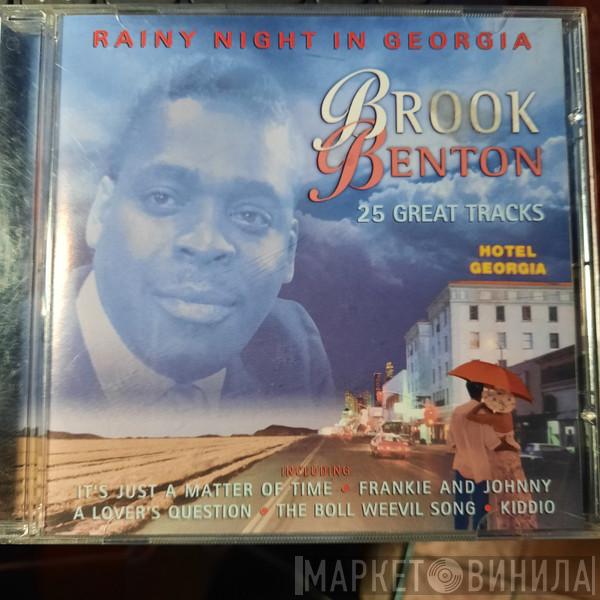 RAINY NIGHT IN GEORGIA
BROOK
BENTON
25 GREAT TRACKS
HOTEL
GEORGIA
INCLUDING
IT'S JUST A MATTER OF TIME • FRANKIE AND JOHNNY
A LOVER'S QUESTION • THE BOLL WEEVIL SONG • KIDDIO
МАРКЕТ ВИНИЛА